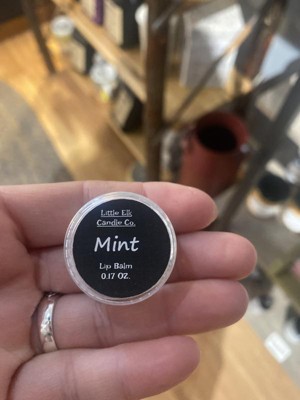 Little Elk
Candle Co.
Mint
Lip Balm
0.17 OZ.